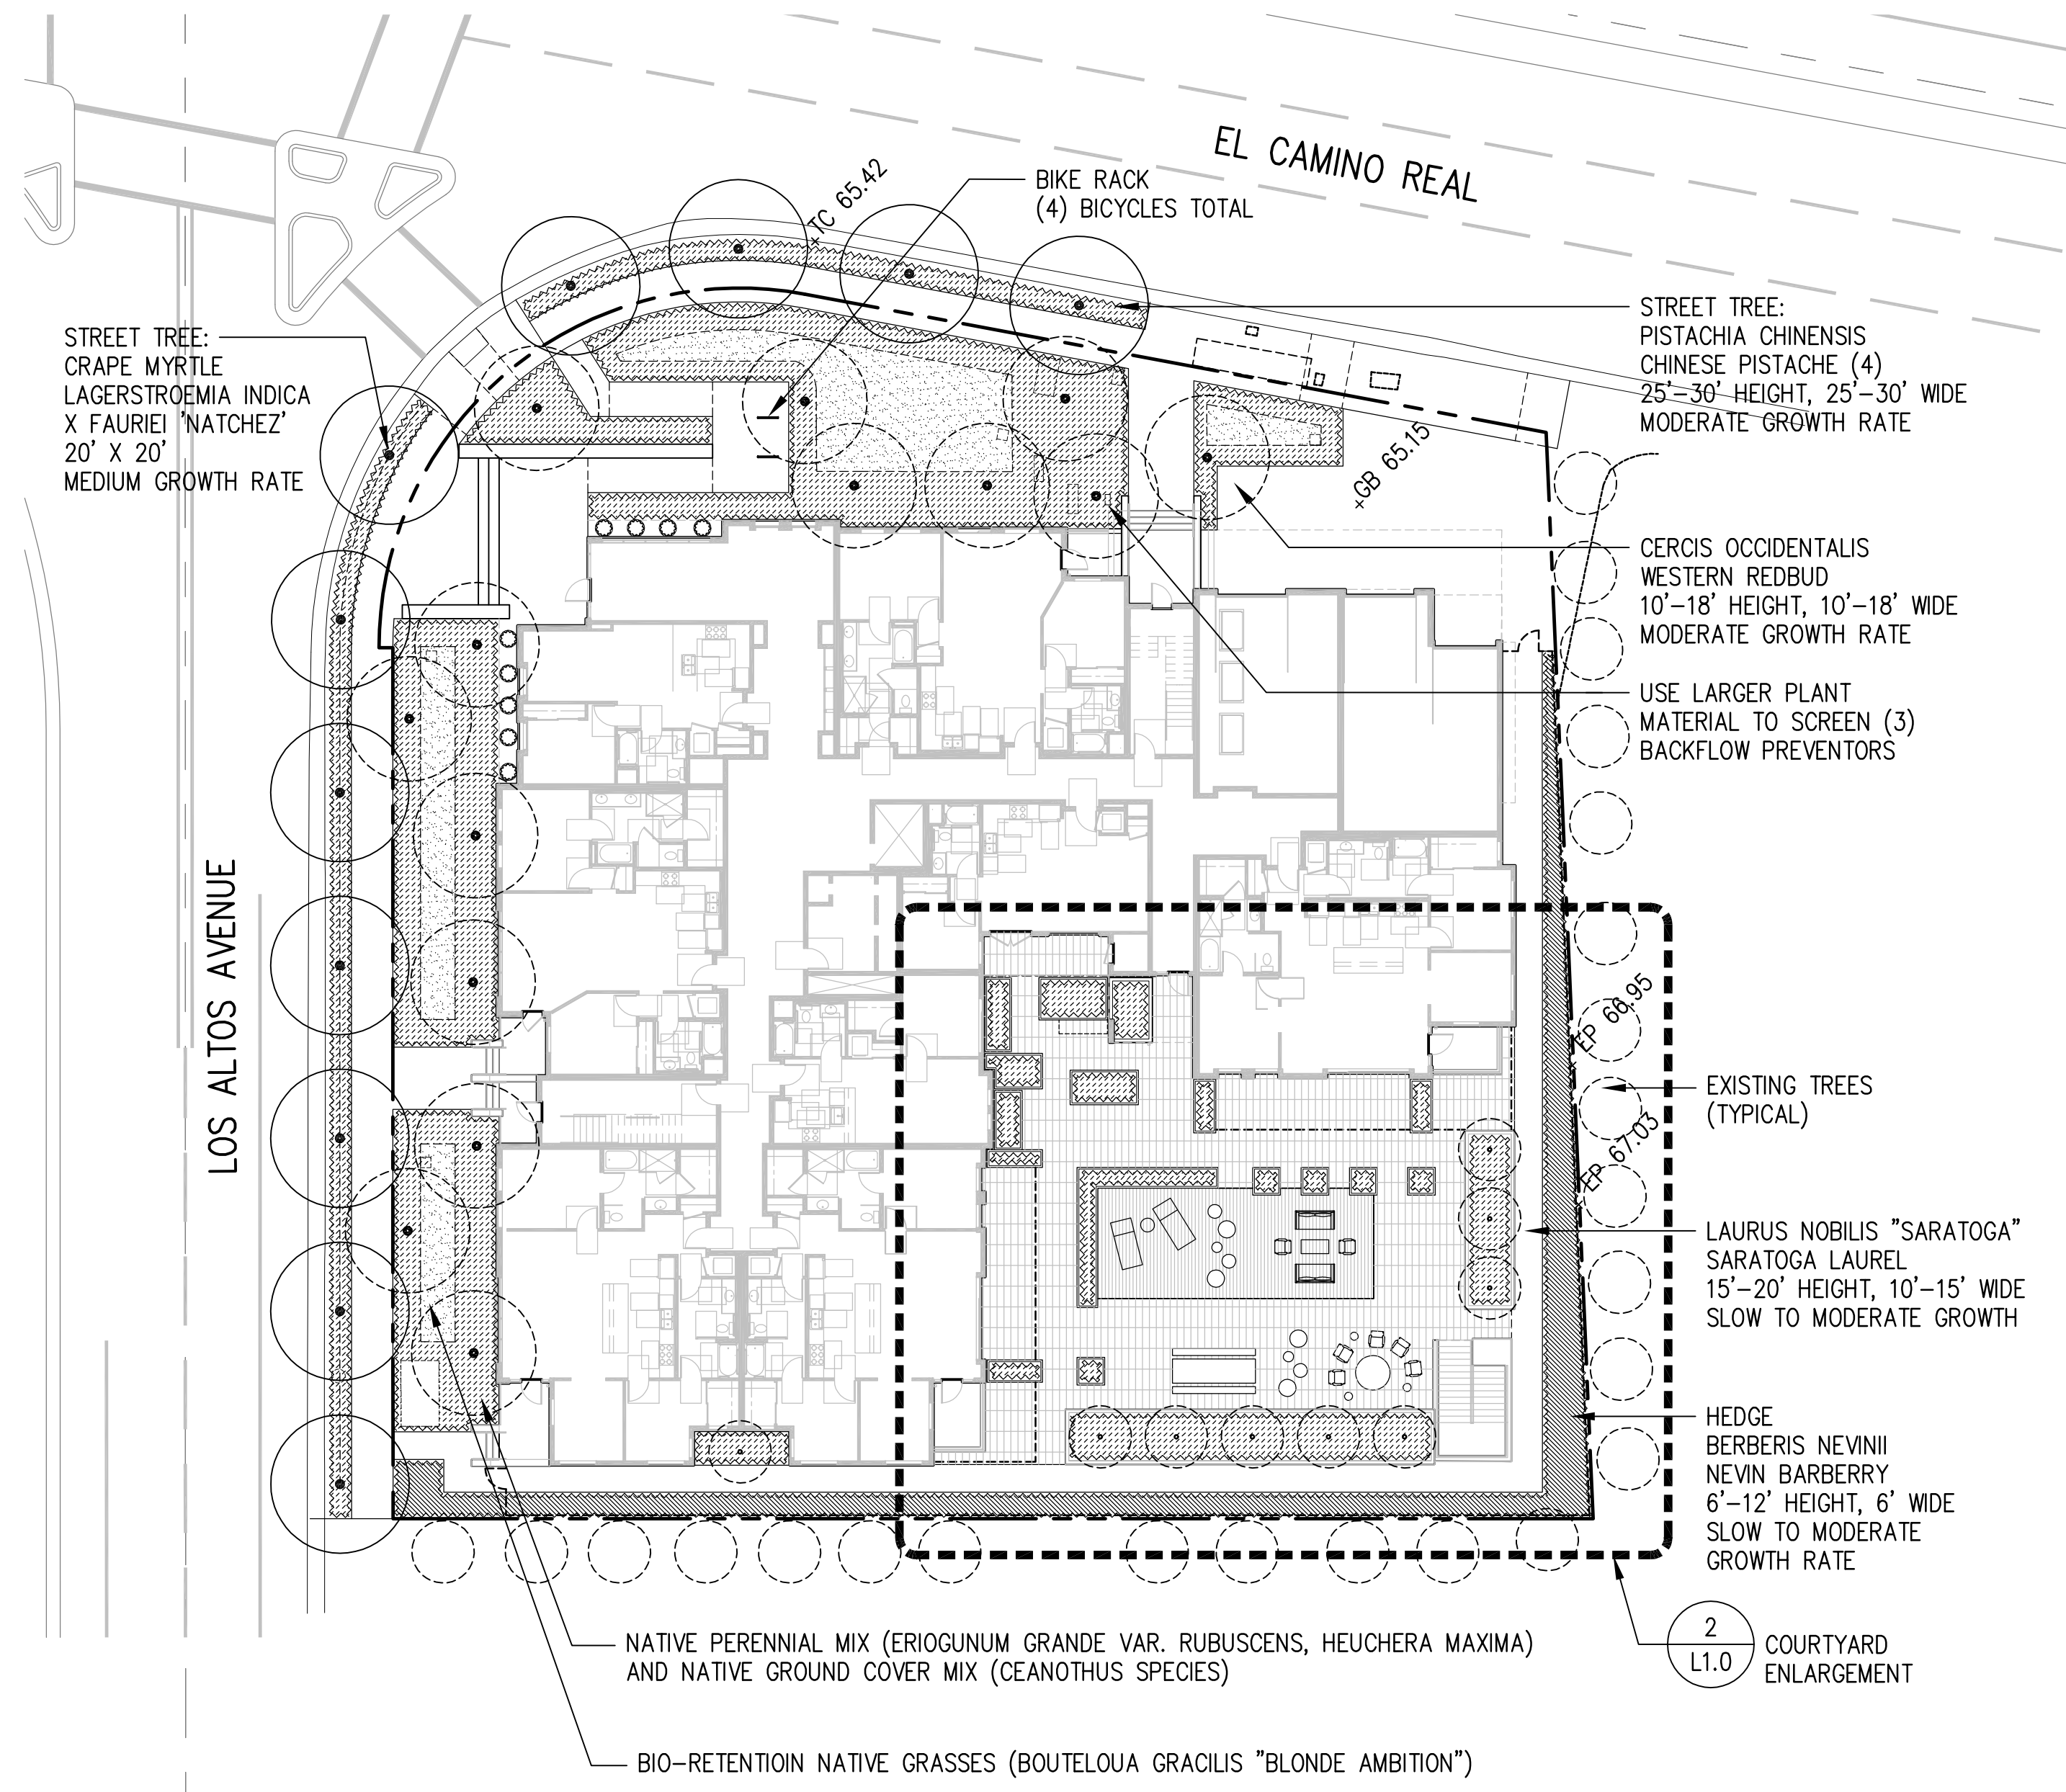 EL CAMINO REAL
BIKE RACK
(4) BICYCLES TOTAL
TC 65.42
STREET TREE:
CRAPE MYRTLE
LAGERSTROEMIA INDICA
X FAURIEI 'NATCHEZ'
20' X 20'
MEDIUM GROWTH RATE
STREET TREE:
PISTACHIA CHINENSIS
CHINESE PISTACHE (4)
25'-30' HEIGHT, 25'-30' WIDE
MODERATE GROWTH RATE
GB 65.15
CERCIS OCCIDENTALIS
WESTERN REDBUD
10'-18' HEIGHT, 10'-18' WIDE
MODERATE GROWTH RATE
USE LARGER PLANT
MATERIAL TO SCREEN (3)
BACKFLOW PREVENTORS
LOS ALTOS AVENUE
EP 66.95
EXISTING TREES
(TYPICAL)
EP 67.03
LAURUS NOBILIS "SARATOGA"
SARATOGA LAUREL
15'-20' HEIGHT, 10'-15' WIDE
SLOW TO MODERATE GROWTH
HEDGE
BERBERIS NEVINII
NEVIN BARBERRY
6'-12' HEIGHT, 6' WIDE
SLOW TO MODERATE
GROWTH RATE
2
L1.0
COURTYARD
ENLARGEMENT
NATIVE PERENNIAL MIX (ERIOGUNUM GRANDE VAR. RUBUSCENS, HEUCHERA MAXIMA)
AND NATIVE GROUND COVER MIX (CEANOTHUS SPECIES)
BIO-RETENTIOIN NATIVE GRASSES (BOUTELOUA GRACILIS "BLONDE AMBITION")